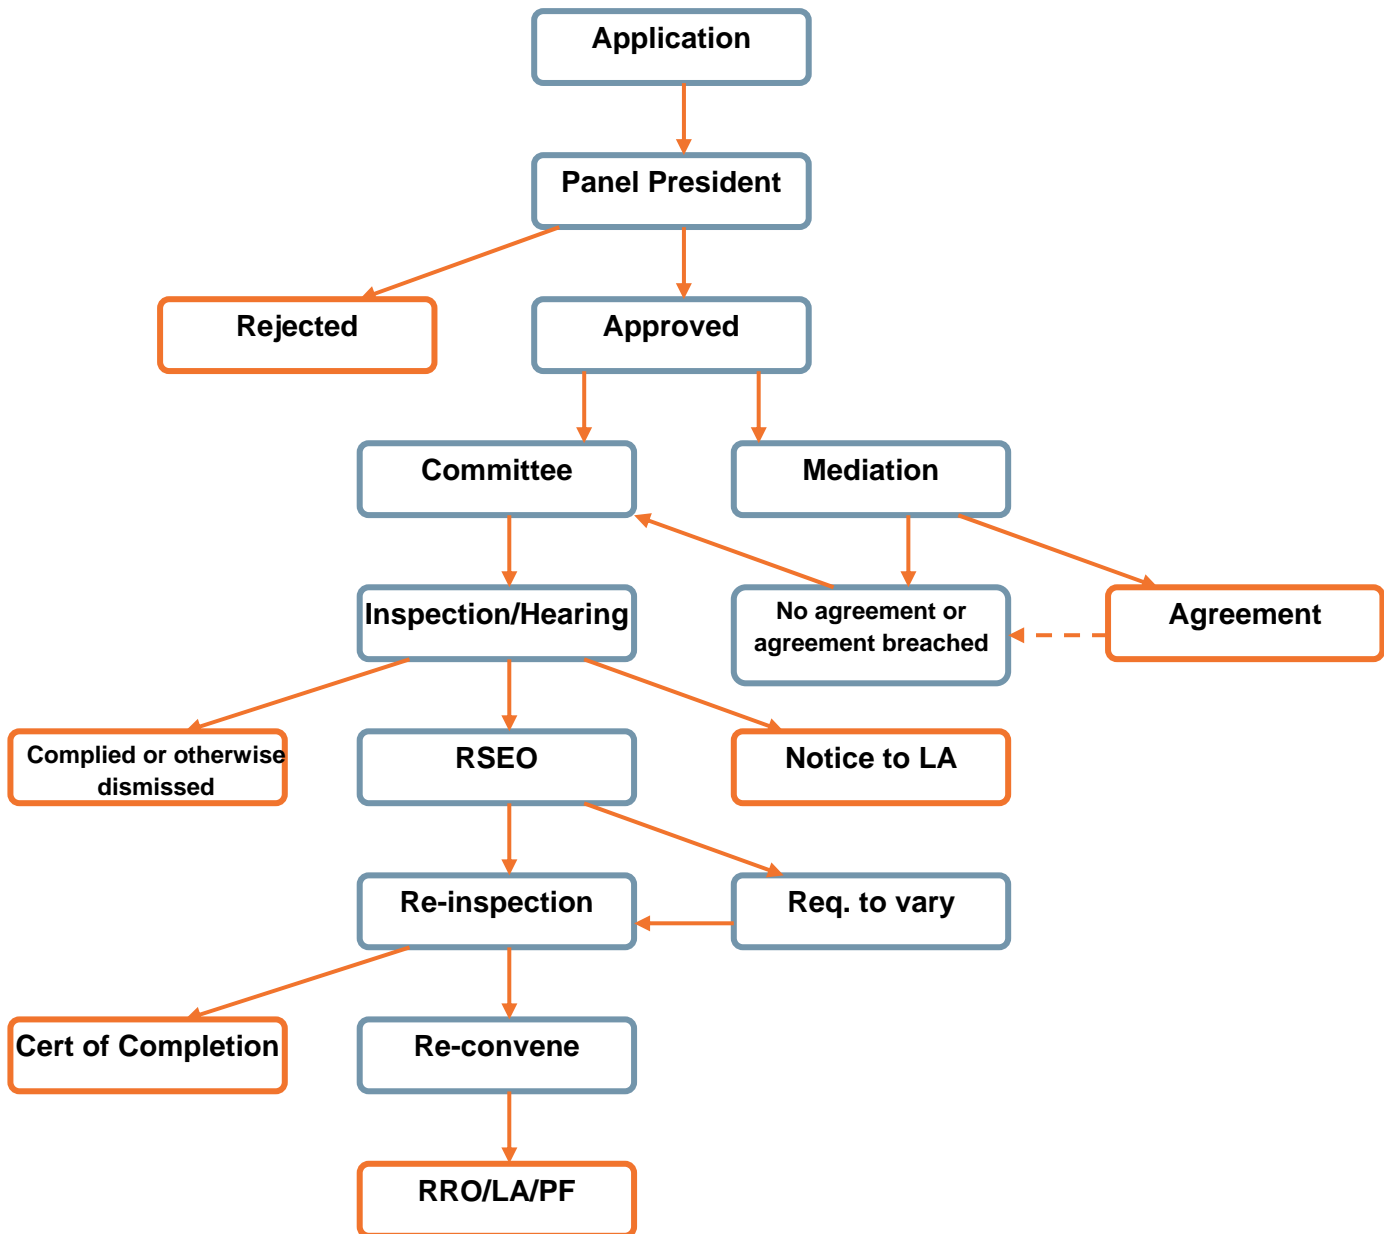 Application
Panel President
Rejected
Approved
Committee
Mediation
Inspection/Hearing
No agreement or
agreement breached
Agreement
Complied or otherwise
dismissed
RSEO
Notice to LA
Re-inspection
Req. to vary
Cert of Completion
Re-convene
RRO/LA/PF